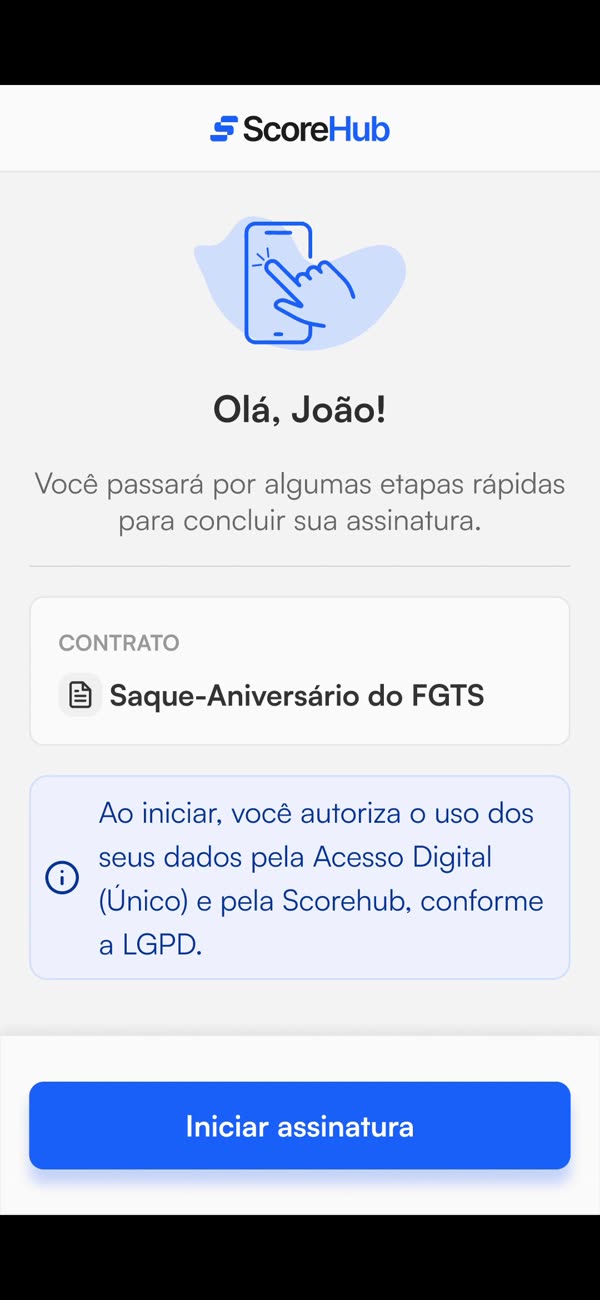 ScoreHub
Olá, João!
Você passará por algumas etapas rápidas
para concluir sua assinatura.
CONTRATO
Saque-Aniversário do FGTS
Ao iniciar, você autoriza o uso dos
seus dados pela Acesso Digital
(Único) e pela Scorehub, conforme
a LGPD.
Iniciar assinatura